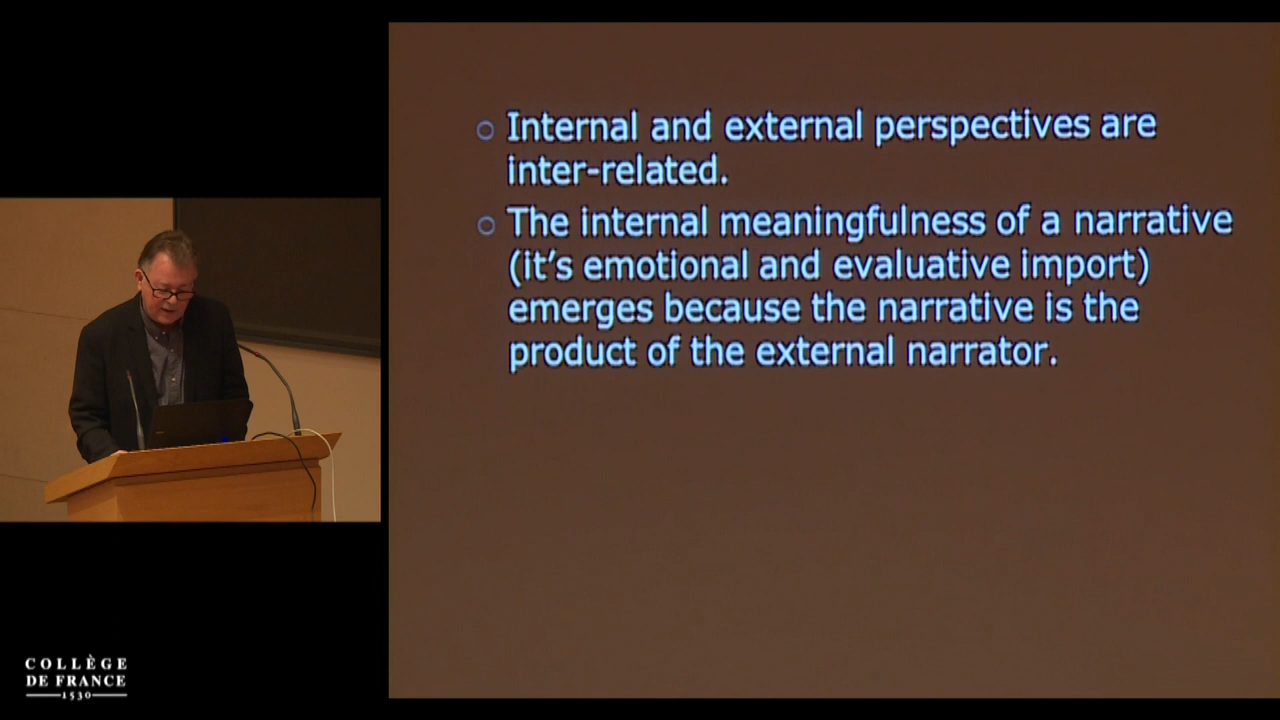 Internal and external perspectives are
inter-related.
The internal meaningfulness of a narrative
(it's emotional and evaluative import)
emerges because the narrative is the
product of the external narrator.
COLLÈGE
DE FRANCE
1530